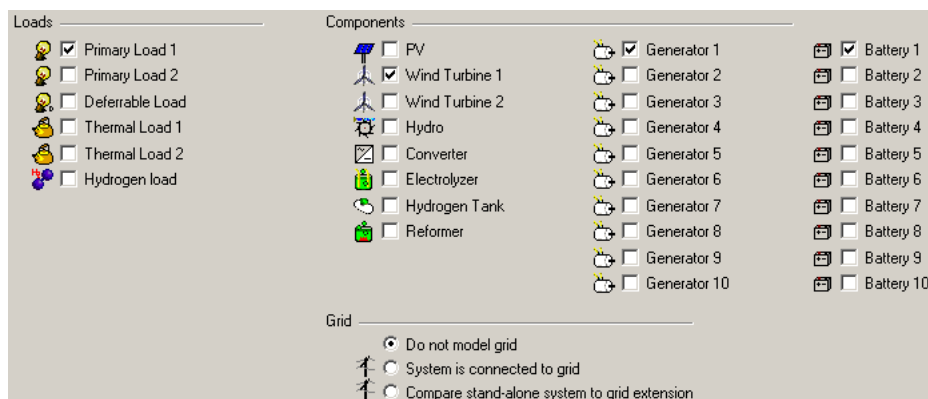 Loads
Primary Load 1
Primary Load 2
Deferrable Load
Thermal Load 1
Thermal Load 2
Hydrogen load
Components
PV
Wind Turbine 1
Wind Turbine 2
Hydro
Converter
Electrolyzer
Hydrogen Tank
Reformer
Generator 1
Generator 2
Generator 3
Generator 4
Generator 5
Generator 6
Generator 7
Generator 8
Generator 9
Generator 10
Battery 1
Battery 2
Battery 3
Battery 4
Battery 5
Battery 6
Battery 7
Battery 8
Battery 9
Battery 10
Grid
Do not model grid
System is connected to grid
Compare stand-alone system to grid extension